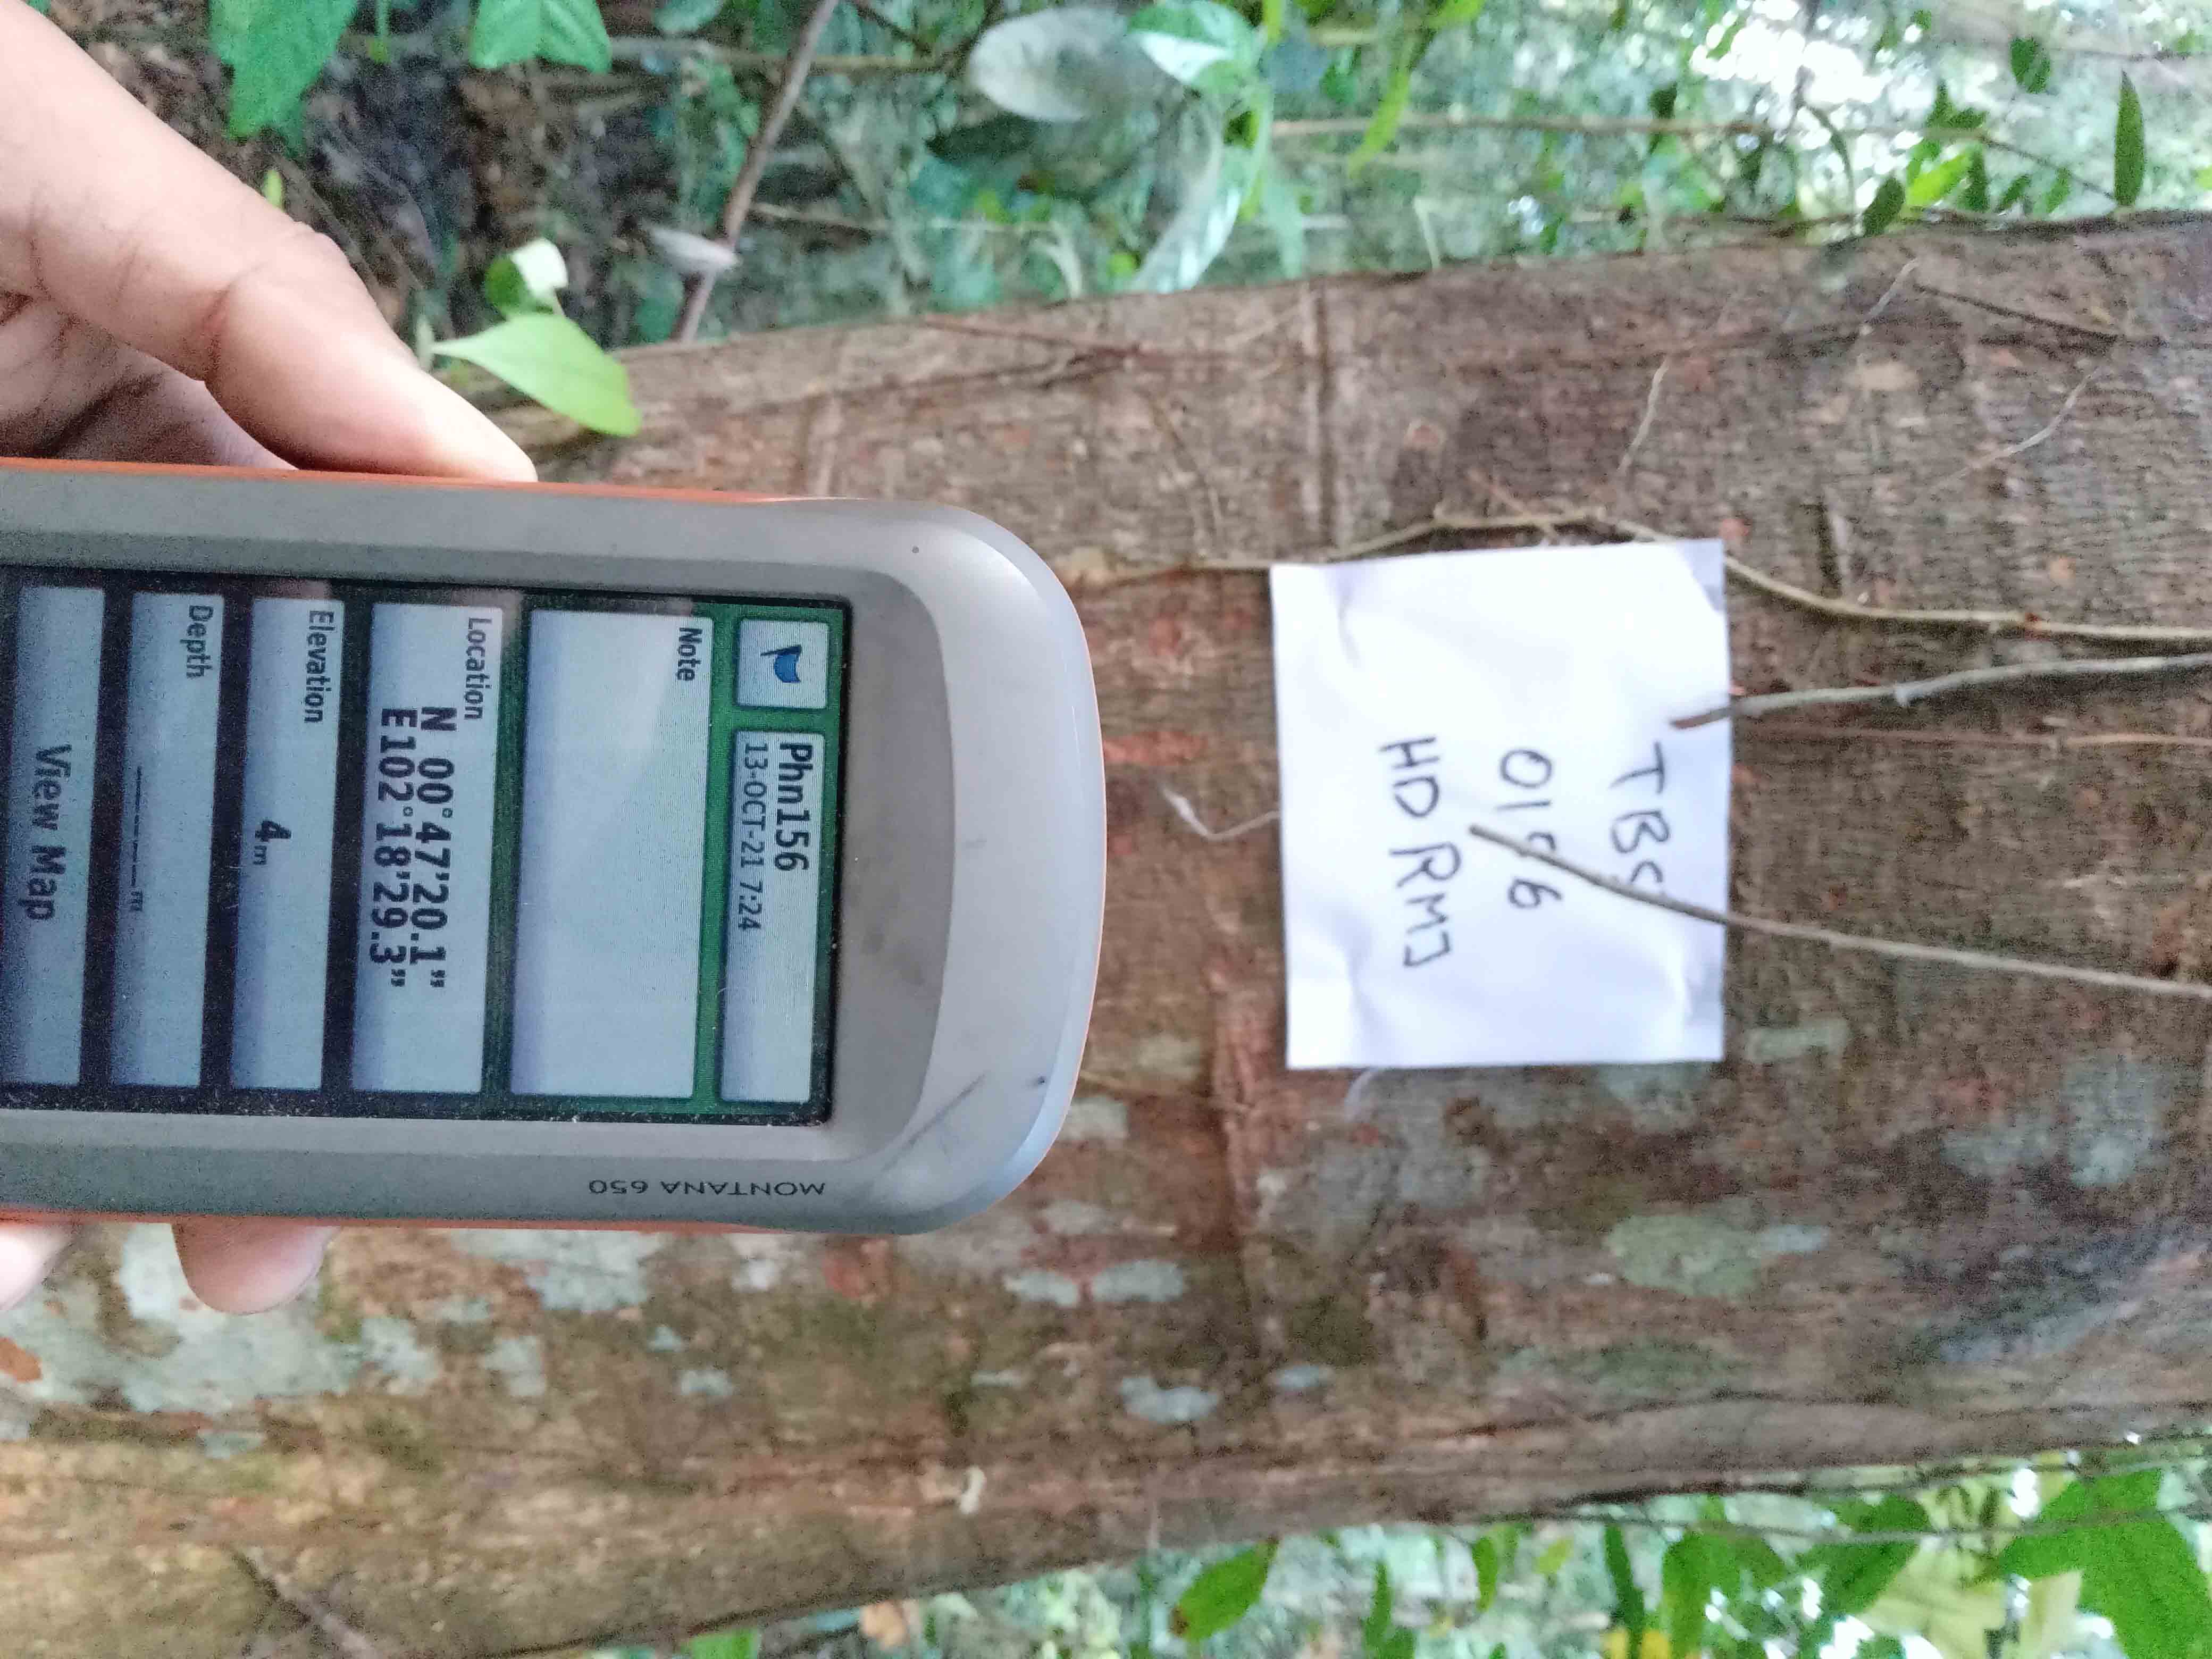 Phn156
13-OCT-21 7:24
Note
Location
N 00°47'20.1"
E102°18'29.3"
Elevation
4m
Depth
_____m
View Map
MONTANA 650
TBS
0156
HD RMJ